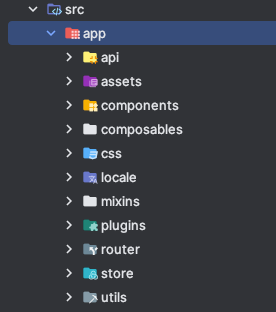 src
app
api
assets
components
composables
css
locale
mixins
plugins
router
store
utils